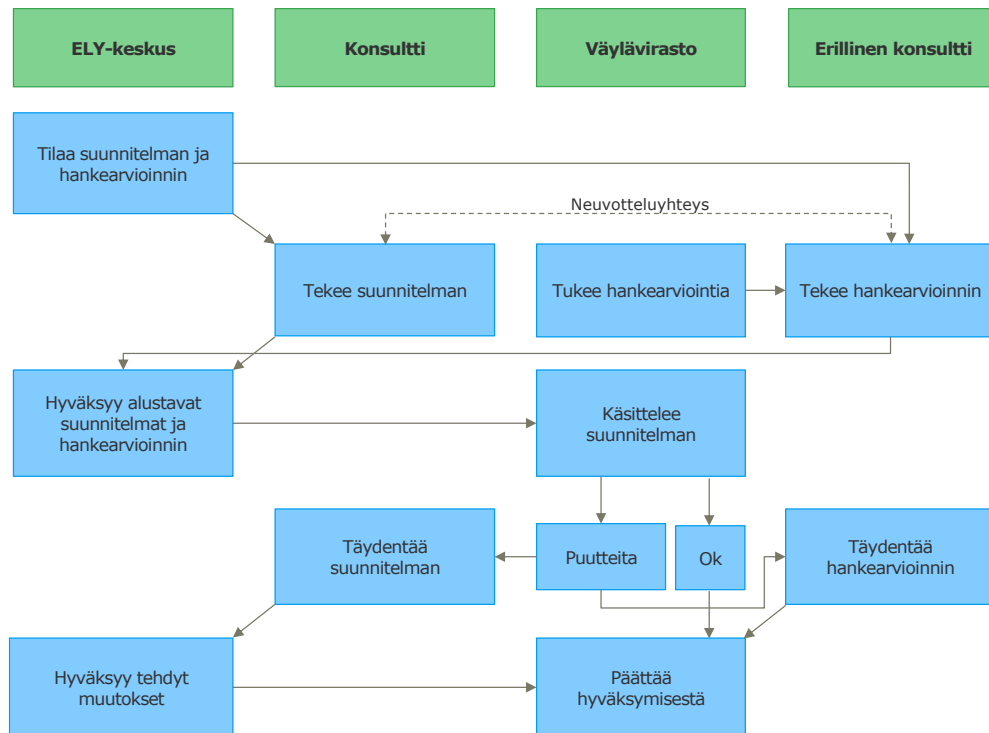 ELY-keskus
Konsultti
Väylävirasto
Erillinen konsultti
Tilaa suunnitelman ja
hankearvioinnin
Neuvotteluyhteys
Tekee suunnitelman
Tukee hankearviointia
Tekee hankearvioinnin
Hyväksyy alustavat
suunnitelmat ja
hankearvioinnin
Käsittelee
suunnitelman
Täydentää
suunnitelman
Puutteita
Ok
Täydentää
hankearvioinnin
Hyväksyy tehdyt
muutokset
Päättää
hyväksymisestä